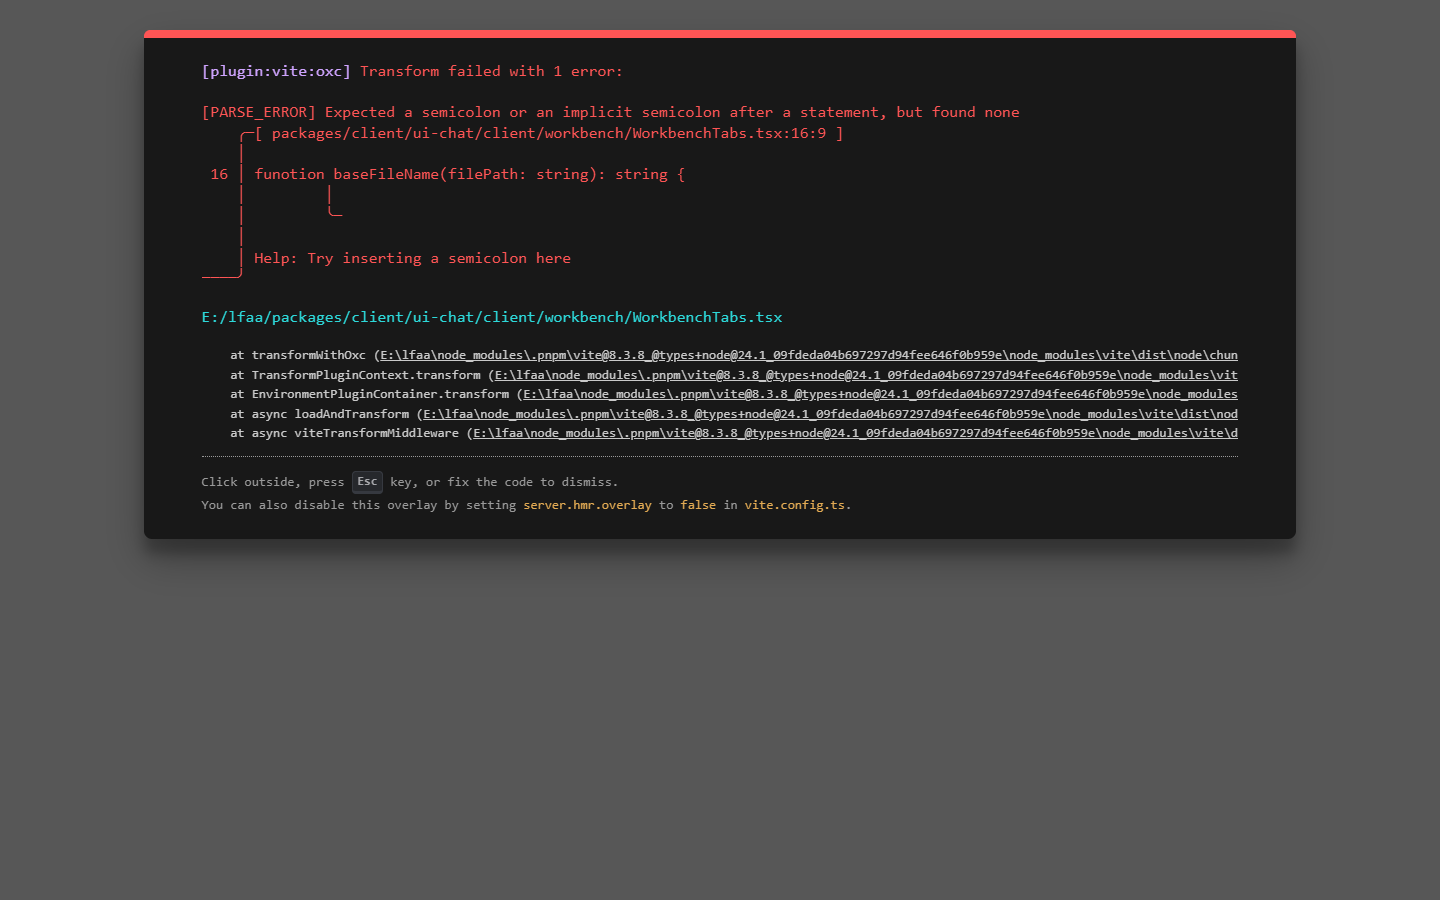 [plugin:vite:oxc] Transform failed with 1 error:
[PARSE_ERROR] Expected a semicolon or an implicit semicolon after a statement, but found none
╭─[ packages/client/ui-chat/client/workbench/WorkbenchTabs.tsx:16:9 ]
16 │ funotion baseFileName(filePath: string): string {
│ Help: Try inserting a semicolon here
E:/lfaa/packages/client/ui-chat/client/workbench/WorkbenchTabs.tsx
at transformWithOxc (E:\lfaa\node_modules\.pnpm\vite@8.3.8_@types+node@24.1_09fdeda04b697297d94fee646f0b959e\node_modules\vite\dist\node\chun
at TransformPluginContext.transform (E:\lfaa\node_modules\.pnpm\vite@8.3.8_@types+node@24.1_09fdeda04b697297d94fee646f0b959e\node_modules\vit
at EnvironmentPluginContainer.transform (E:\lfaa\node_modules\.pnpm\vite@8.3.8_@types+node@24.1_09fdeda04b697297d94fee646f0b959e\node_modules
at async loadAndTransform (E:\lfaa\node_modules\.pnpm\vite@8.3.8_@types+node@24.1_09fdeda04b697297d94fee646f0b959e\node_modules\vite\dist\nod
at async viteTransformMiddleware (E:\lfaa\node_modules\.pnpm\vite@8.3.8_@types+node@24.1_09fdeda04b697297d94fee646f0b959e\node_modules\vite\d
Click outside, press Esc key, or fix the code to dismiss.
You can also disable this overlay by setting server.hmr.overlay to false in vite.config.ts.